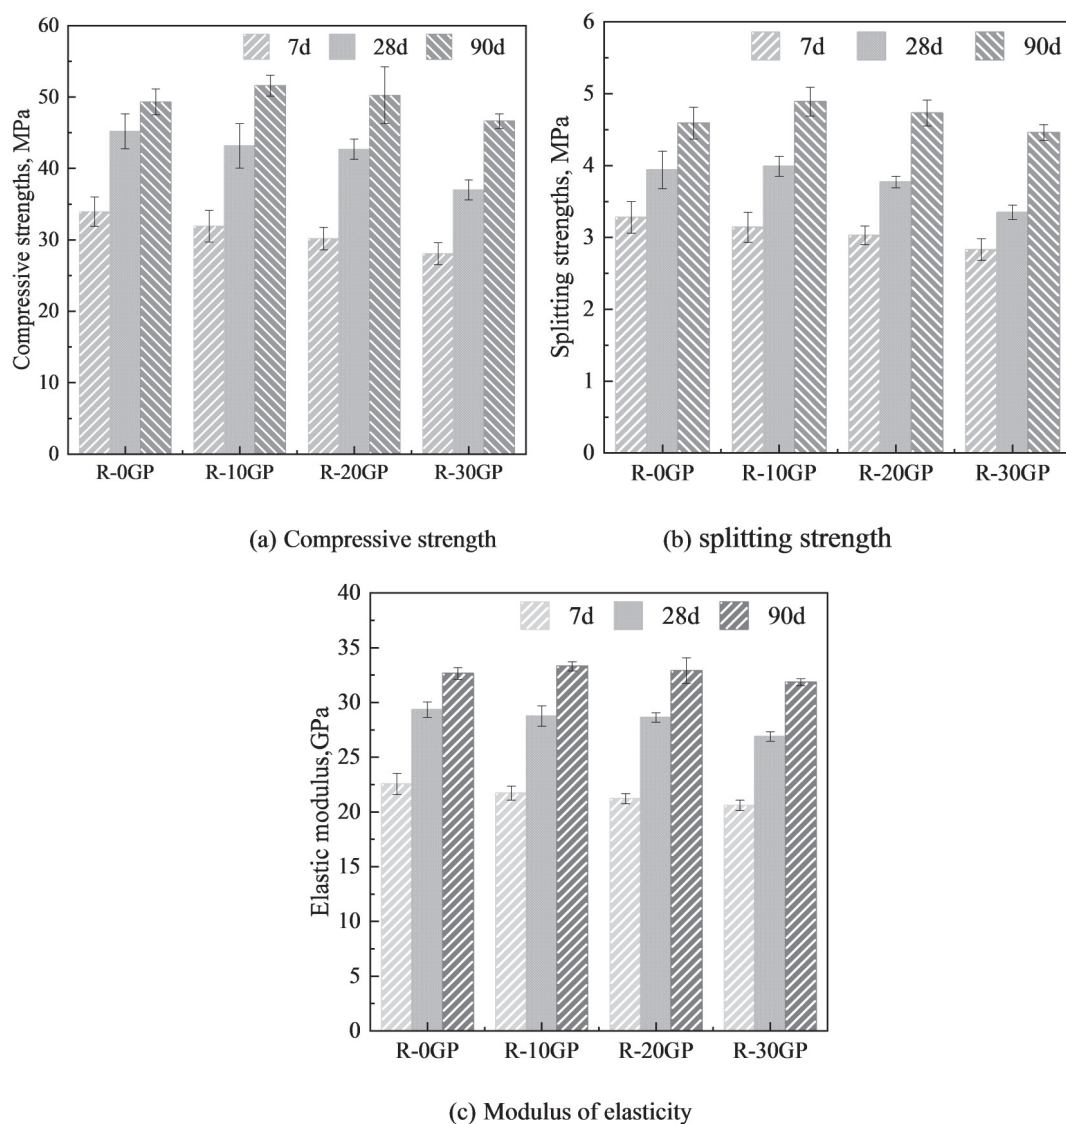 Compressive strengths, MPa
60
50
40
30
20
10
0
7d 28d 90d
R-0GP R-10GP R-20GP R-30GP
(a) Compressive strength
Splitting strengths, MPa
6
5
4
3
2
1
0
7d 28d 90d
R-0GP R-10GP R-20GP R-30GP
(b) splitting strength
Elastic modulus,GPa
40
35
30
25
20
15
10
5
0
7d 28d 90d
R-0GP R-10GP R-20GP R-30GP
(c) Modulus of elasticity